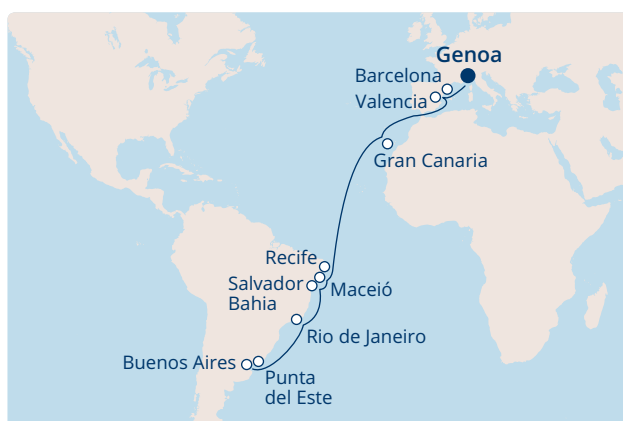 Genoa
Barcelona
Valencia
Gran Canaria
Recife
Salvador
Bahia
Maceió
Rio de Janeiro
Buenos Aires
Punta
del Este